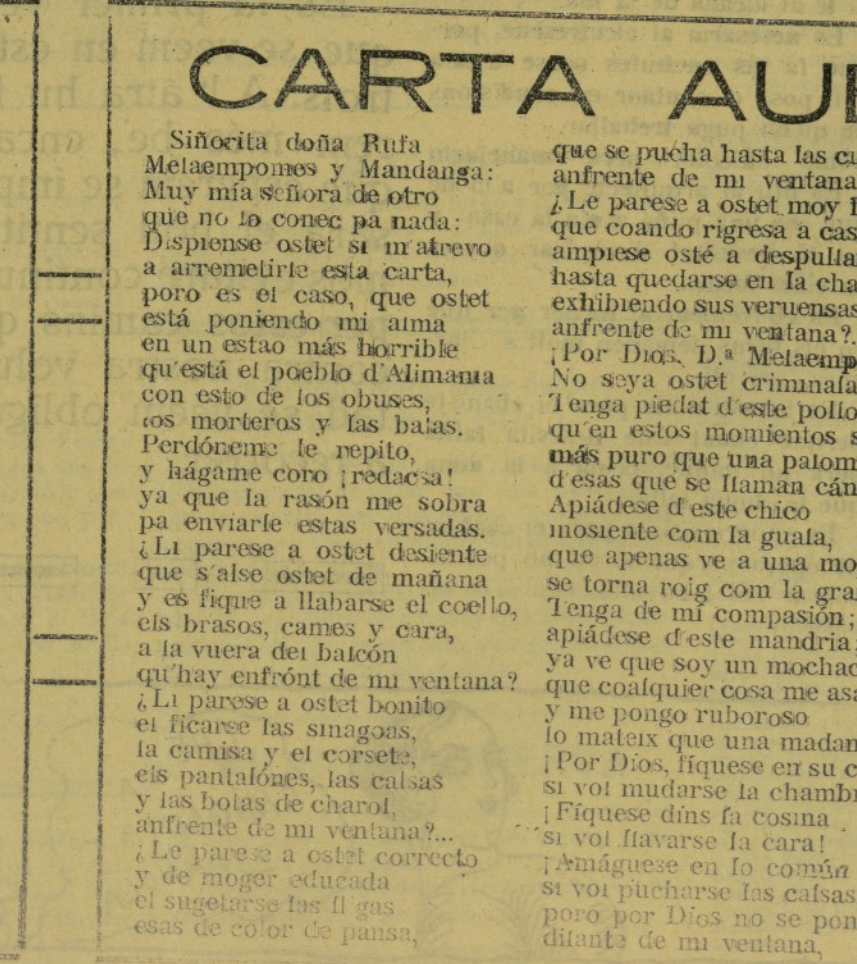 CARTA AU
Siñorita doña Rufa
Melaempomes y Mandanga:
Muy mía señora de otro
que no lo conec pa nada:
Dispiense ostet si m'atrevo
a arremetirle esta carta,
poro es el caso, que ostet
está poniendo mi alma
en un estao más horrible
qu'está el poeblo d'Alimania
con esto de los obuses,
los morteros y las balas.
Perdóneme le repito,
y hágame coro ¡redacsa!
ya que la rasón me sobra
pa enviarle estas versadas.
¿Li parese a ostet desiente
que s'alse ostet de mañana
y es fique a llabarse el coello,
els brasos, cames y cara,
a la vuera del balcón
qu'hay enfrónt de mi ventana?
¿Li parese a ostet bonito
el ficarse las sinagoas,
la camisa y el corsete,
els pantalónes, las calsas
y las botas de charol,
anfrente de mi ventana?...
¿Le parese a ostet correcto
y de moger educada
el sugetarse las lligas
esas de color de pansa,
que se pucha hasta las cu
anfrente de mi ventana
¿Le parese a ostet moy
que coando rigresa a cas
ampiese osté a despulla
hasta quedarse en la cha
exhibiendo sus veruensas
anfrente de mi ventana?.
¡Por Dios, D.ª Melaemp
No seya ostet criminala
Tenga piedat d'este pollo
qu'en estos momientos s
más puro que una palom
d'esas que se llaman cán
Apiádese d'este chico
inosiente com la guala,
que apenas ve a una mo
se torna roig com la gra
Tenga de mí compasión;
apiádese d'este mandria,
ya ve que soy un mochac
que coalquier cosa me asa
y me pongo ruboroso
lo mateix que una madan
¡Por Dios, fíquese en su c
si vol mudarse la chambr
¡Fíquese dins la cosina
si vol llavarse la cara!
¡Amáguese en lo común
si vol pucharse las calsas
poro por Dios no se pon
dilante de mi ventana,